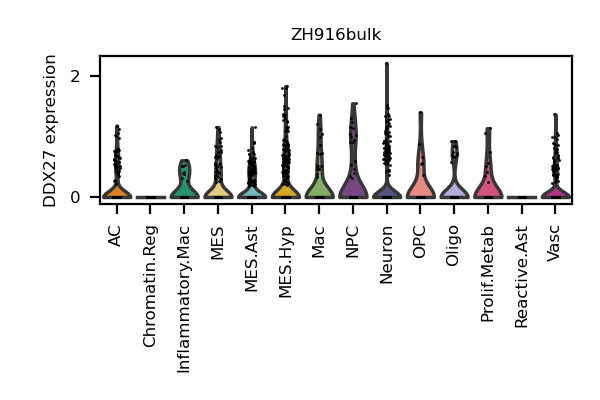 ZH916bulk
DDX27 expression
2
0
AC
Chromatin.Reg
Inflammatory.Mac
MES
MES.Ast
MES.Hyp
Mac
NPC
Neuron
OPC
Oligo
Prolif.Metab
Reactive.Ast
Vasc